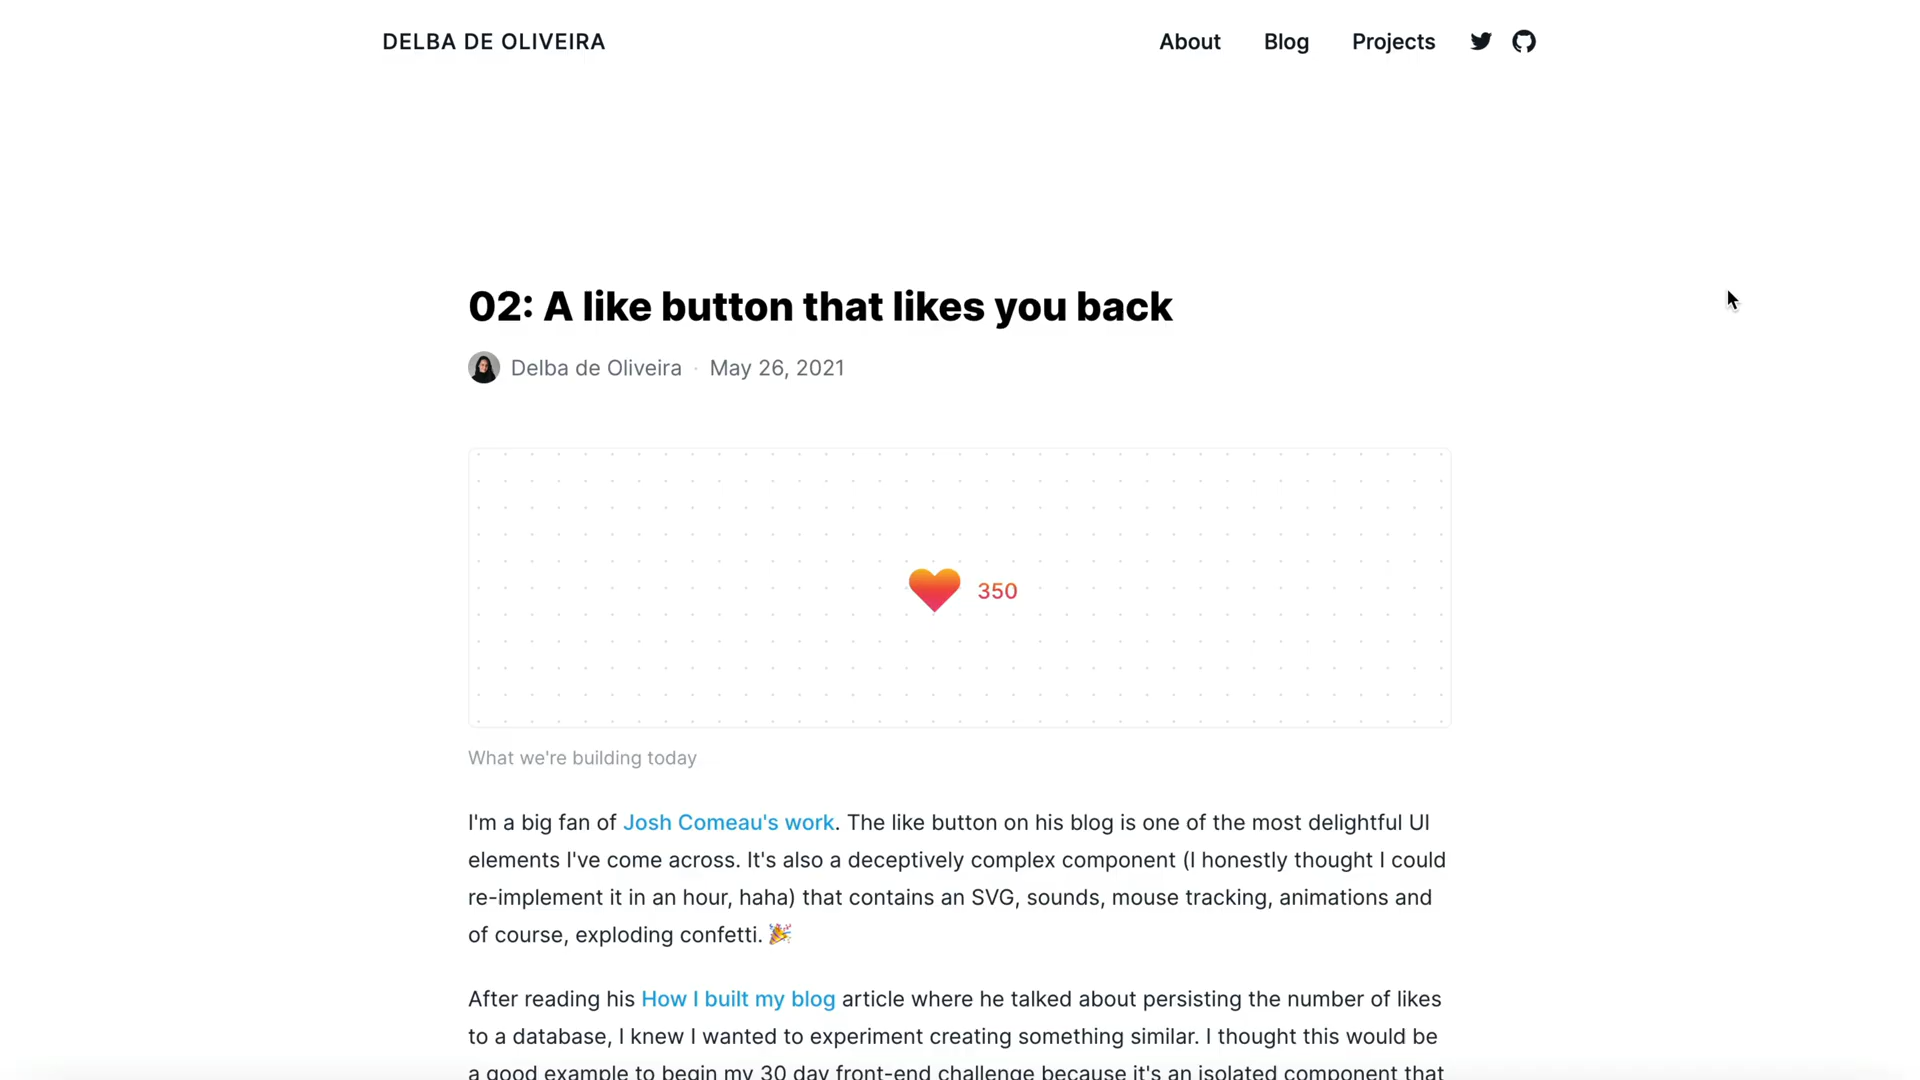 DELBA DE OLIVEIRA
About Blog Projects
02: A like button that likes you back
Delba de Oliveira · May 26, 2021
350
What we're building today
I'm a big fan of Josh Comeau's work. The like button on his blog is one of the most delightful UI
elements I've come across. It's also a deceptively complex component (I honestly thought I could
re-implement it in an hour, haha) that contains an SVG, sounds, mouse tracking, animations and
of course, exploding confetti. 🎉
After reading his How I built my blog article where he talked about persisting the number of likes
to a database, I knew I wanted to experiment creating something similar. I thought this would be
a good example to begin my 30 day front-end challenge because it's an isolated component that